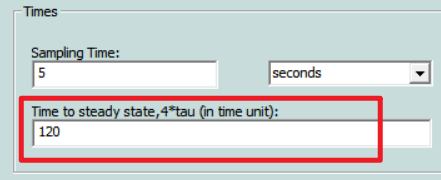 Times
Sampling Time:
5 seconds
Time to steady state,4*tau (in time unit):
120